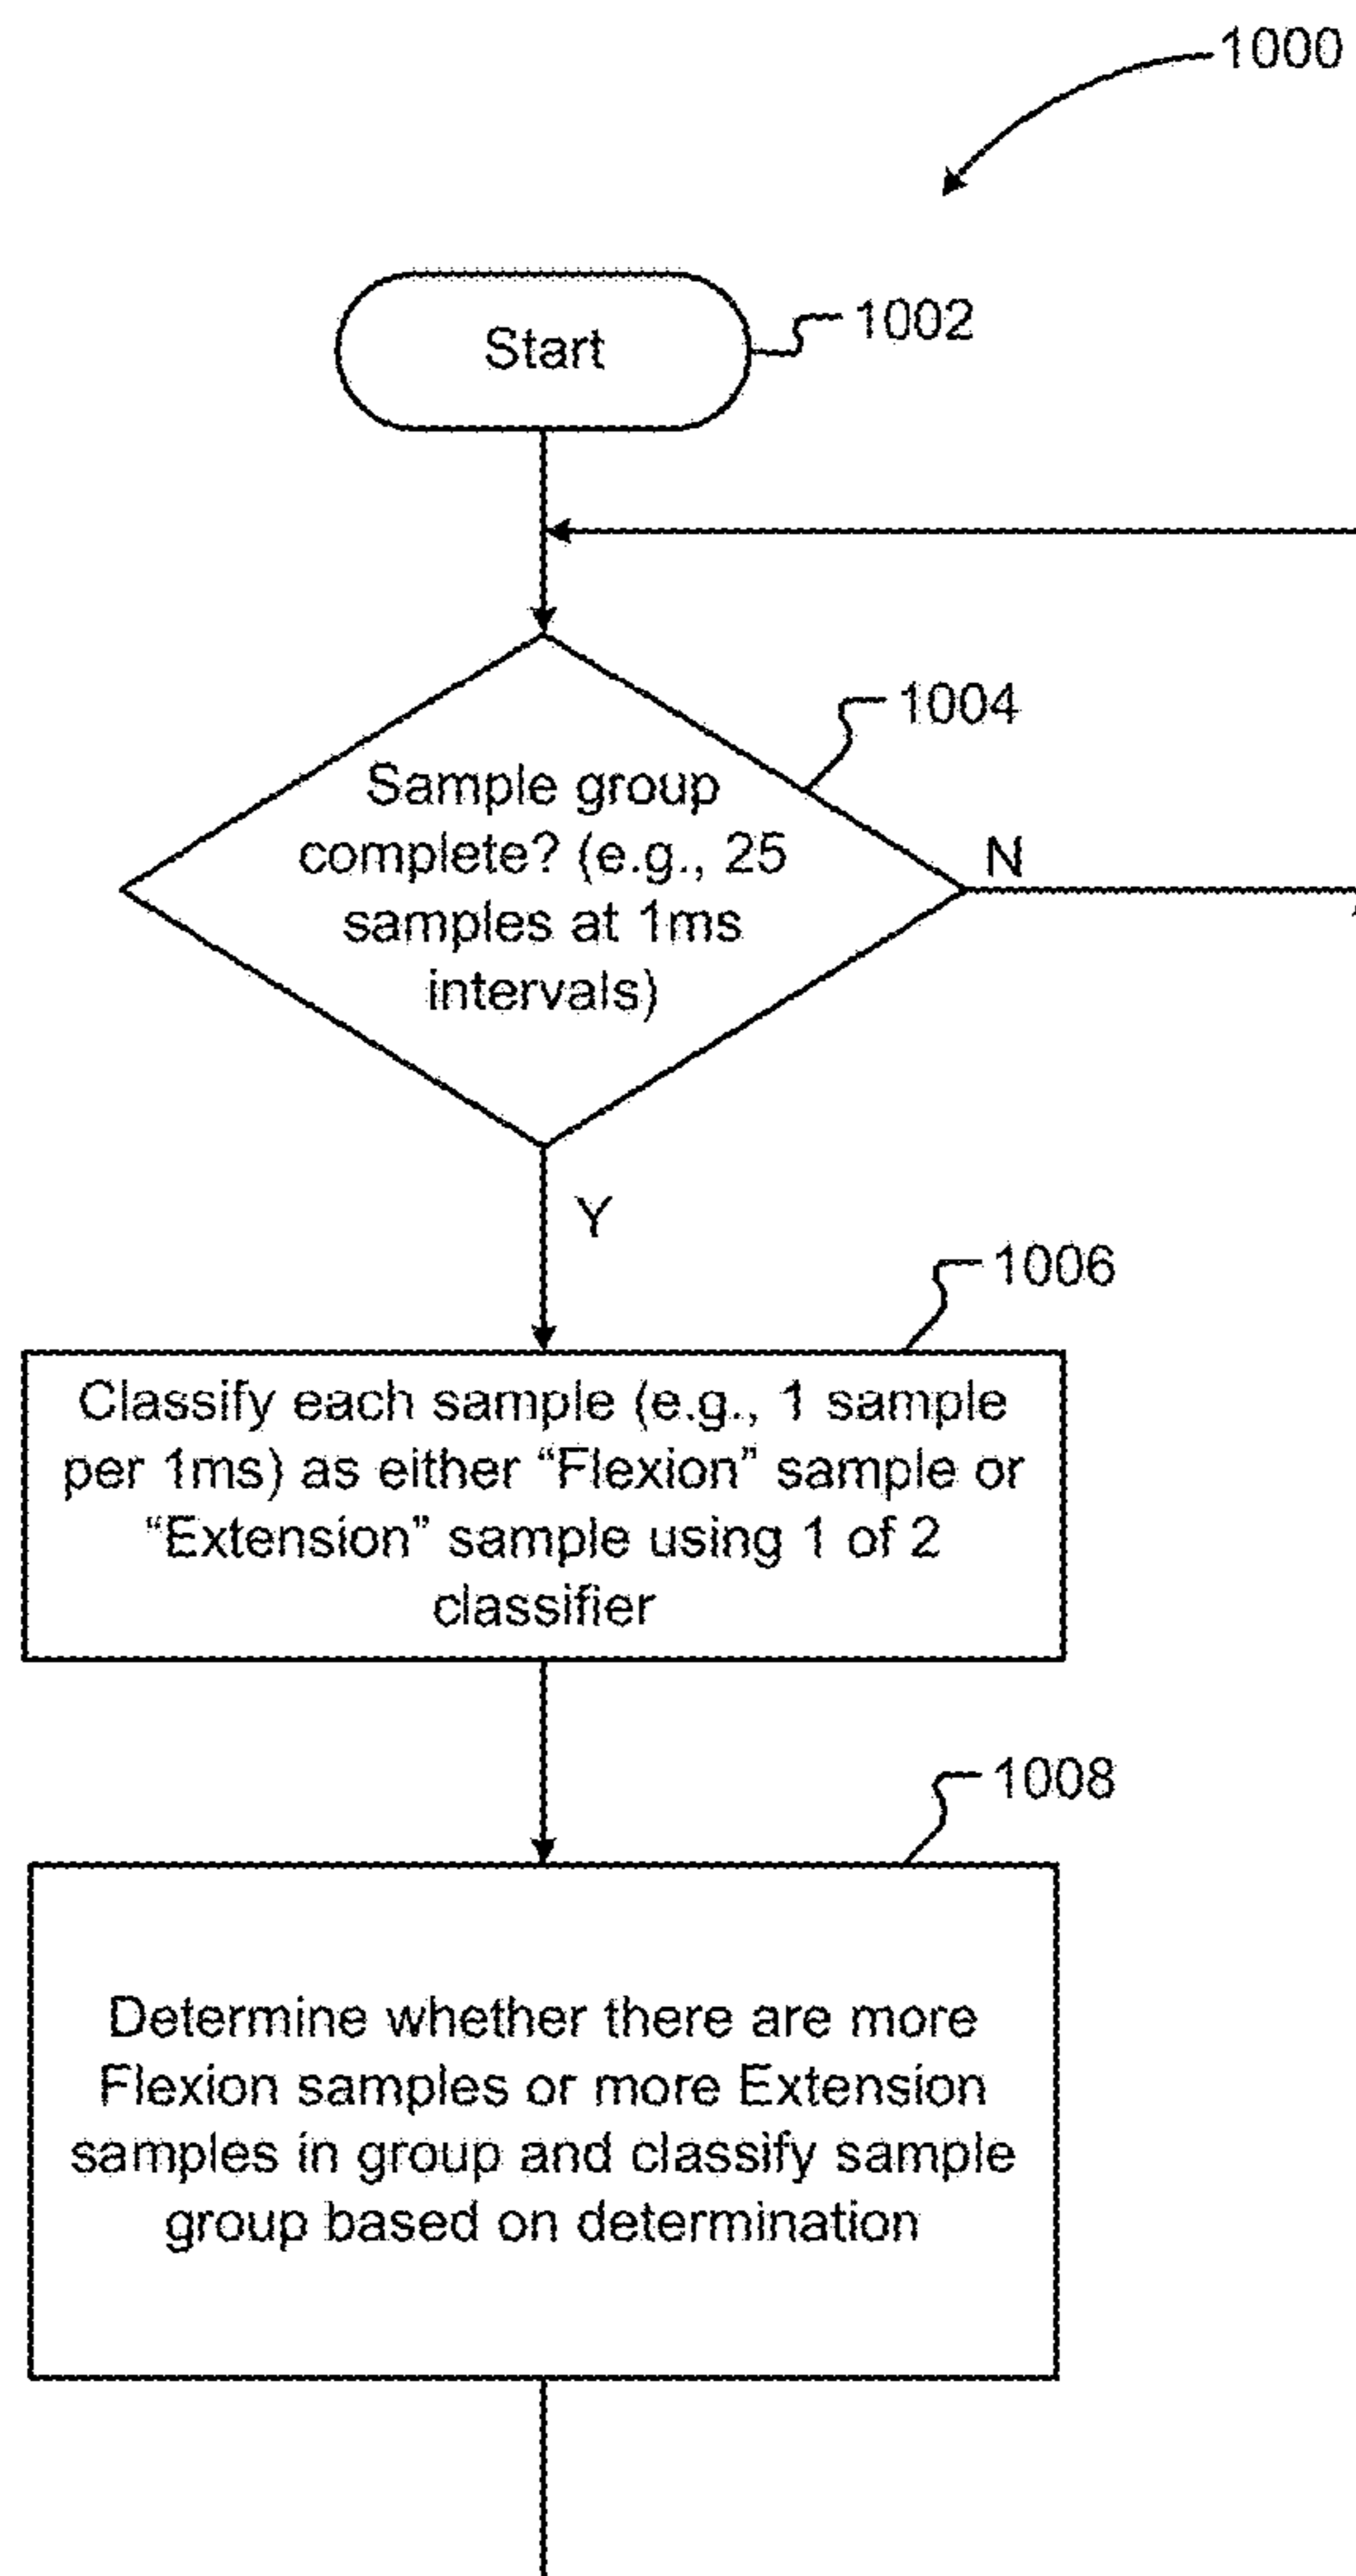 1000
Start
1002
1004
Sample group
complete? (e.g., 25
samples at 1ms
intervals)
N
Y
1006
Classify each sample (e.g., 1 sample
per 1ms) as either “Flexion” sample or
“Extension” sample using 1 of 2
classifier
1008
Determine whether there are more
Flexion samples or more Extension
samples in group and classify sample
group based on determination